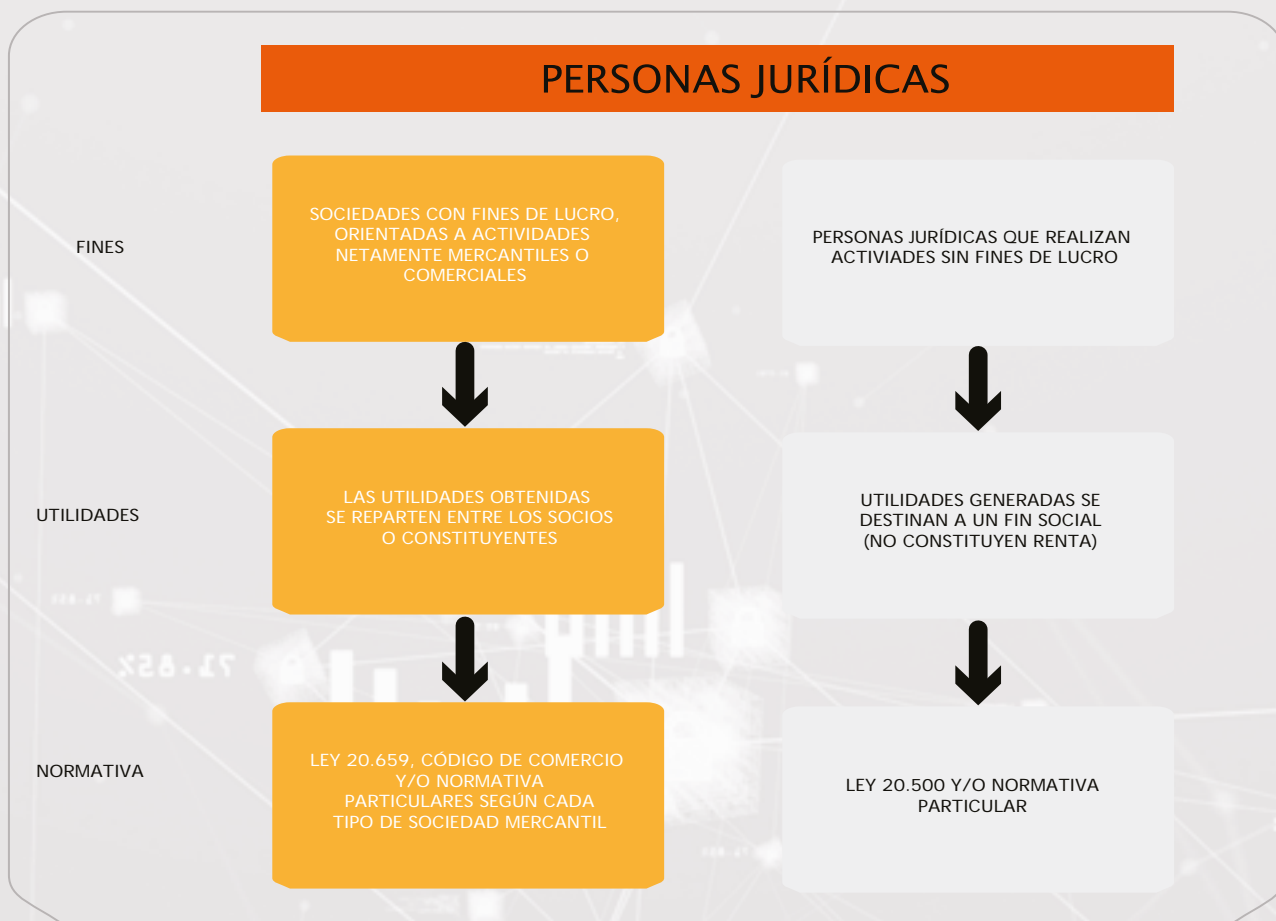 PERSONAS JURÍDICAS
FINES
SOCIEDADES CON FINES DE LUCRO,
ORIENTADAS A ACTIVIDADES
NETAMENTE MERCANTILES O
COMERCIALES
PERSONAS JURÍDICAS QUE REALIZAN
ACTIVIADES SIN FINES DE LUCRO
UTILIDADES
LAS UTILIDADES OBTENIDAS
SE REPARTEN ENTRE LOS SOCIOS
O CONSTITUYENTES
UTILIDADES GENERADAS SE
DESTINAN A UN FIN SOCIAL
(NO CONSTITUYEN RENTA)
71.85%
NORMATIVA
LEY 20.659, CÓDIGO DE COMERCIO
Y/O NORMATIVA
PARTICULARES SEGÚN CADA
TIPO DE SOCIEDAD MERCANTIL
LEY 20.500 Y/O NORMATIVA
PARTICULAR